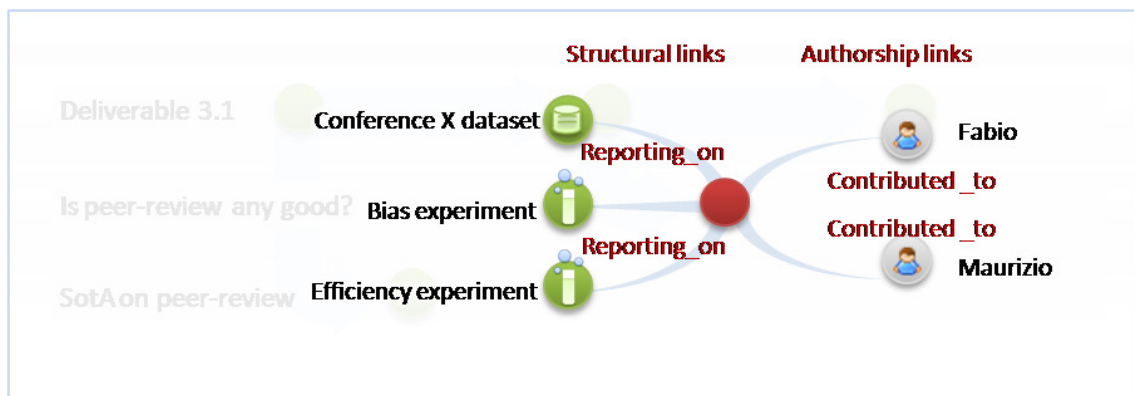 Structural links
Authorship links
Deliverable 3.1
Conference X dataset
Fabio
Reporting_on
Contributed _to
Is peer-review any good?
Bias experiment
Contributed _to
Reporting_on
Maurizio
SotA on peer-review
Efficiency experiment